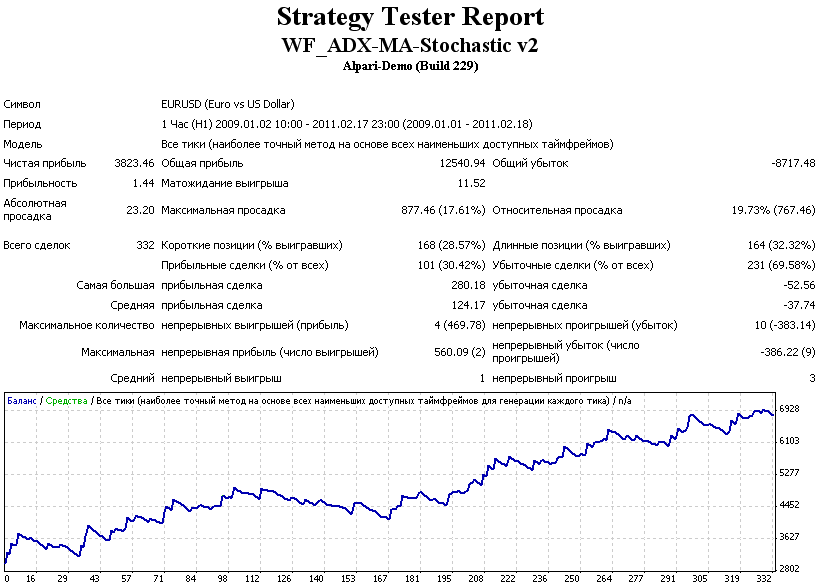 Strategy Tester Report
WF_ADX-MA-Stochastic v2
Alpari-Demo (Build 229)
Символ EURUSD (Euro vs US Dollar)
Период 1 Час (H1) 2009.01.02 10:00 - 2011.02.17 23:00 (2009.01.01 - 2011.02.18)
Модель Все тики (наиболее точный метод на основе всех наименьших доступных таймфреймов)
Чистая прибыль 3823.46 Общая прибыль 12540.94 Общий убыток -8717.48
Прибыльность 1.44 Матожидание выигрыша 11.52
Абсолютная
просадка 23.20 Максимальная просадка 877.46 (17.61%) Относительная просадка 19.73% (767.46)
Всего сделок 332 Короткие позиции (% выигравших) 168 (28.57%) Длинные позиции (% выигравших) 164 (32.32%)
Прибыльные сделки (% от всех) 101 (30.42%) Убыточные сделки (% от всех) 231 (69.58%)
Самая большая прибыльная сделка 280.18 убыточная сделка -52.56
Средняя прибыльная сделка 124.17 убыточная сделка -37.74
Максимальное количество непрерывных выигрышей (прибыль) 4 (469.78) непрерывных проигрышей (убыток) 10 (-383.14)
Максимальная непрерывная прибыль (число выигрышей) 560.09 (2) непрерывный убыток (число
проигрышей) -386.22 (9)
Средний непрерывный выигрыш 1 непрерывный проигрыш 3
Баланс / Средства / Все тики (наиболее точный метод на основе всех наименьших доступных таймфреймов для генерации каждого тика) / n/a
6928
6103
5277
4452
3627
2802
0 16 29 43 57 71 84 98 112 126 140 153 167 181 195 208 222 236 250 264 277 291 305 319 332